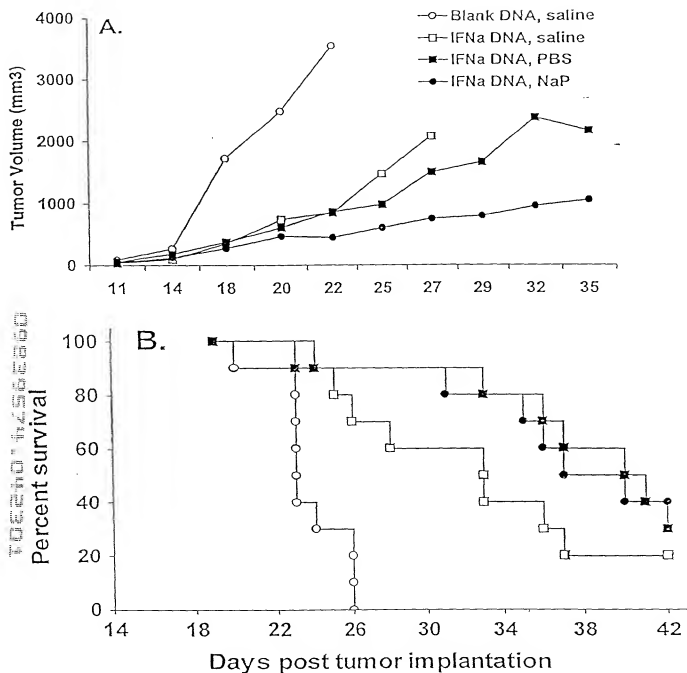 A.
Blank DNA, saline
IFNa DNA, saline
IFNa DNA, PBS
IFNa DNA, NaP
Tumor Volume (mm3)
4000
3000
2000
1000
0
11 14 18 20 22 25 27 29 32 35
B.
Percent survival
100
80
60
40
20
0
14 18 22 26 30 34 38 42
Days post tumor implantation